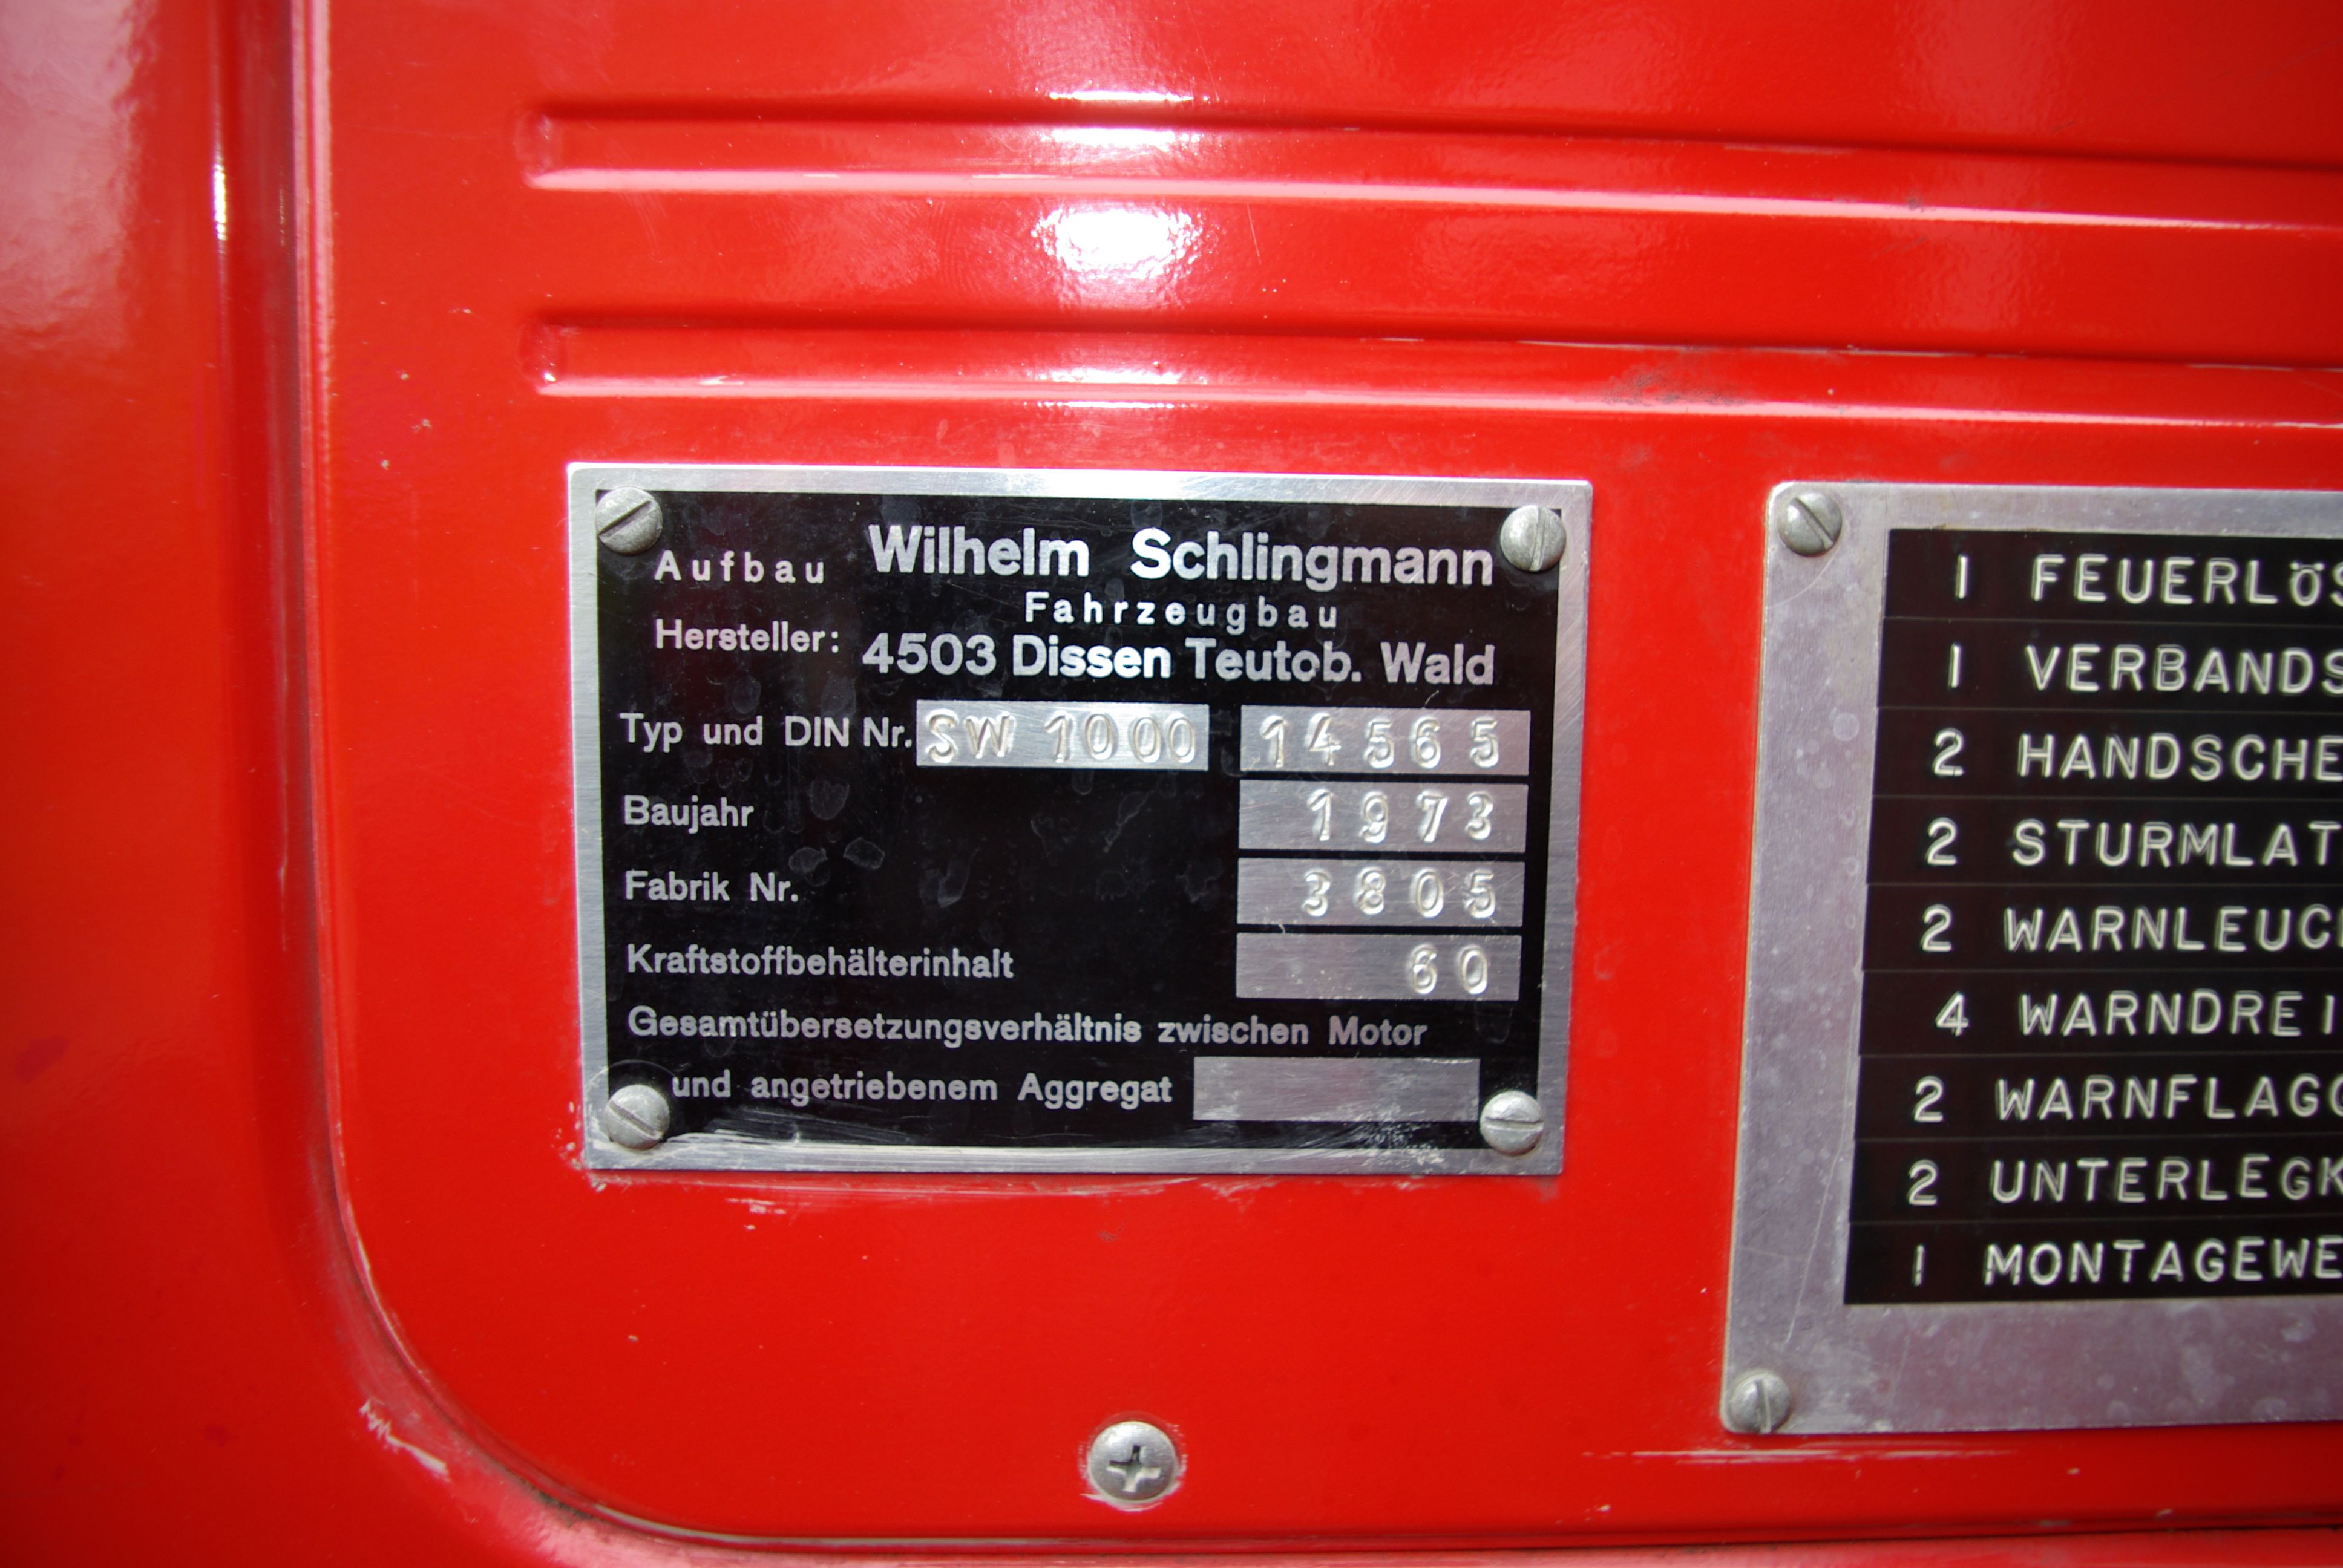 Aufbau Wilhelm Schlingmann
Fahrzeugbau
Hersteller: 4503 Dissen Teutob. Wald
Typ und DIN Nr. SW 1000 14565
Baujahr 1973
Fabrik Nr. 3805
Kraftstoffbehälterinhalt 60
Gesamtübersetzungsverhältnis zwischen Motor
und angetriebenem Aggregat
1 FEUERLÖS
1 VERBANDS
2 HANDSCHE
2 STURMLAT
2 WARNLEUC
4 WARNDREI
2 WARNFLAGG
2 UNTERLEGK
1 MONTAGEWE